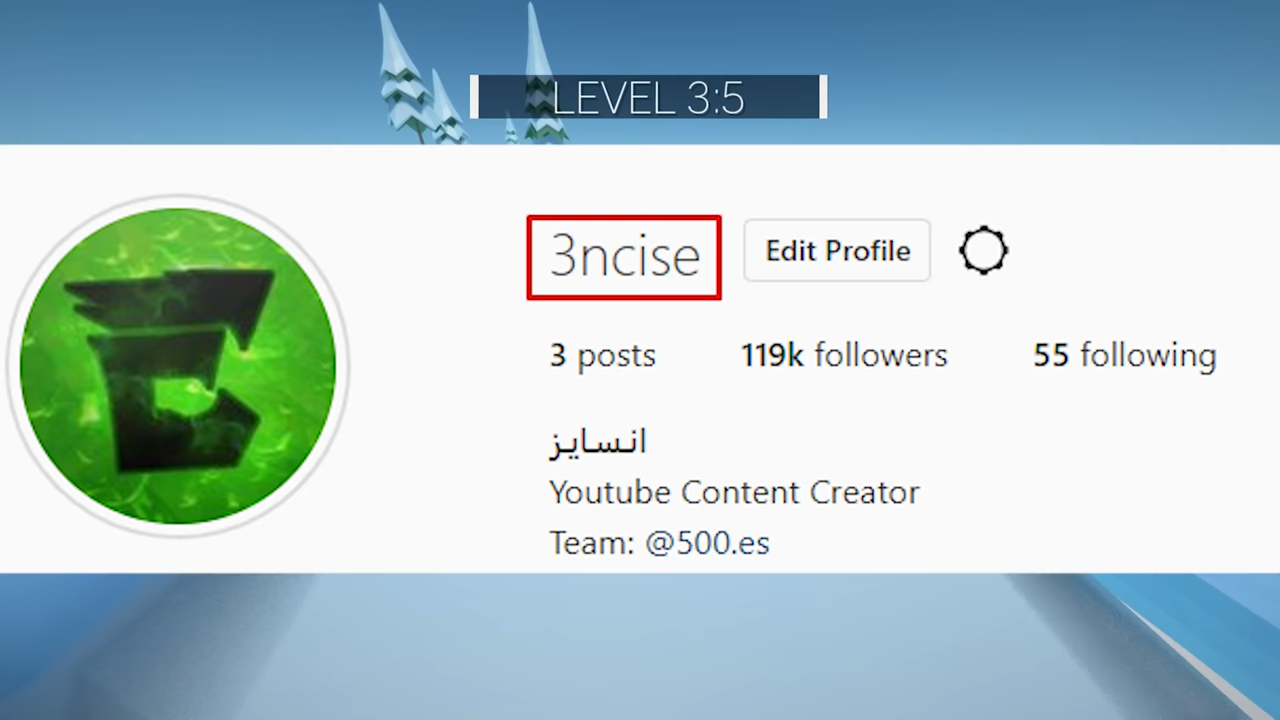 LEVEL 3:5
3ncise Edit Profile
3 posts 119k followers 55 following
انسايز
Youtube Content Creator
Team: @500.es